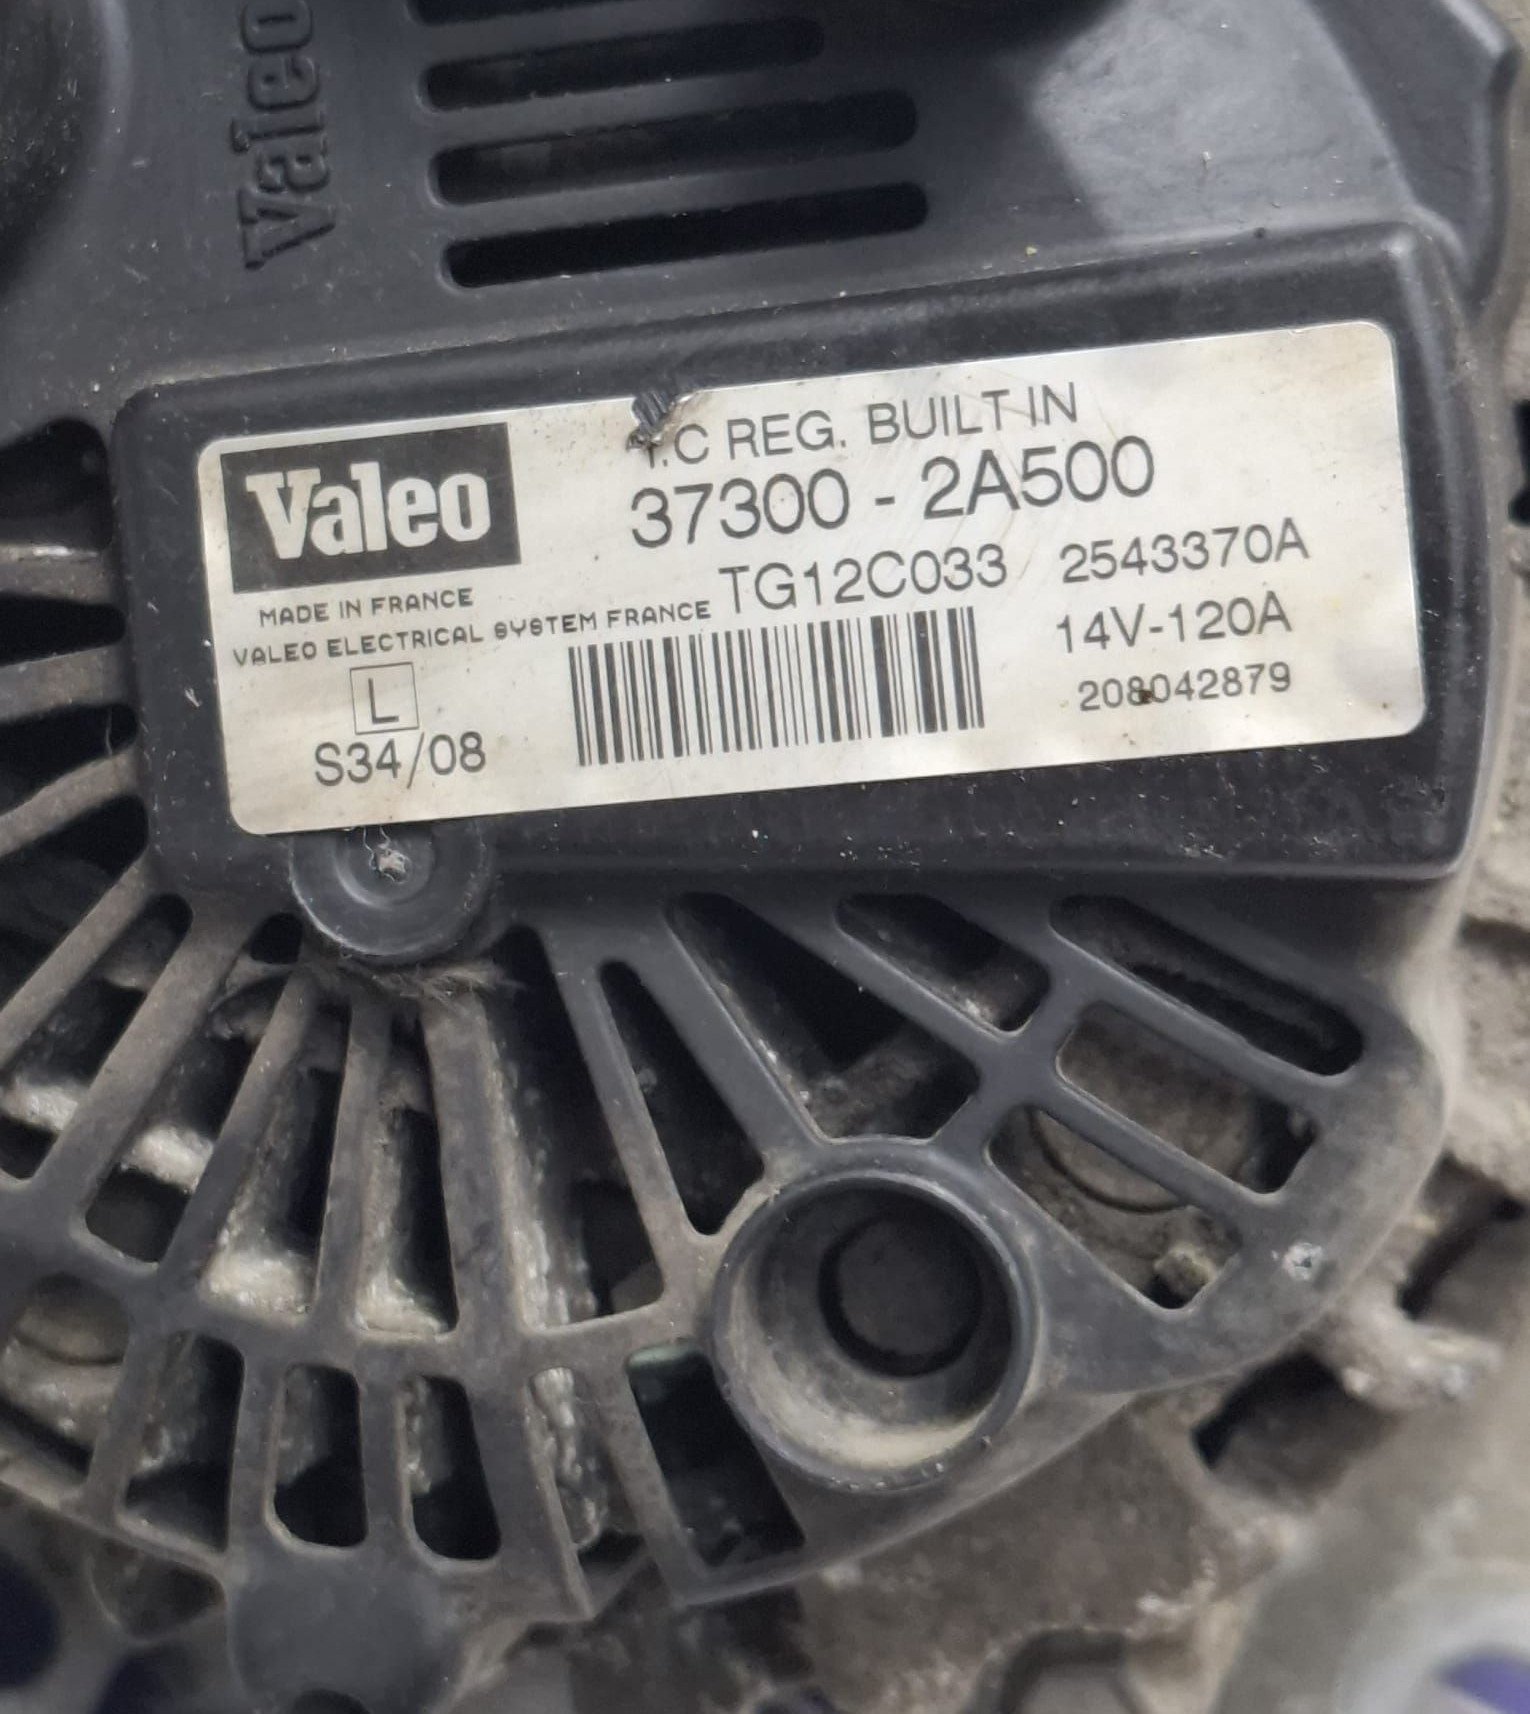 Valeo
I.C REG. BUILT IN
37300 - 2A500
Valeo
TG12C033 2543370A
MADE IN FRANCE
VALEO ELECTRICAL SYSTEM FRANCE
14V-120A
L
208042879
S34/08